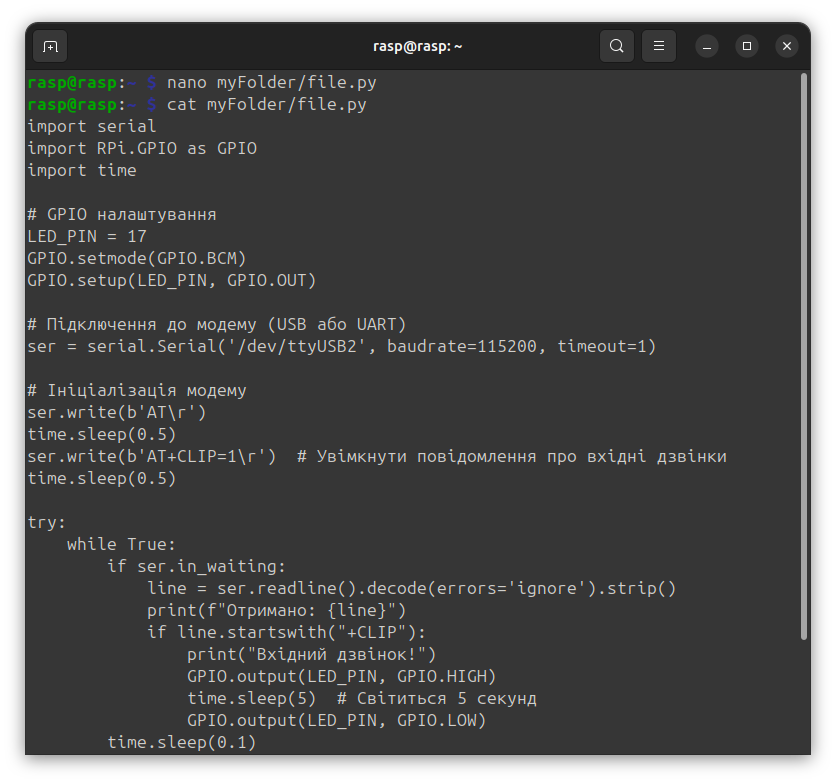 rasp@rasp: ~
rasp@rasp:~ $ nano myFolder/file.py
rasp@rasp:~ $ cat myFolder/file.py
import serial
import RPi.GPIO as GPIO
import time

# GPIO налаштування
LED_PIN = 17
GPIO.setmode(GPIO.BCM)
GPIO.setup(LED_PIN, GPIO.OUT)

# Підключення до модему (USB або UART)
ser = serial.Serial('/dev/ttyUSB2', baudrate=115200, timeout=1)

# Ініціалізація модему
ser.write(b'AT\r')
time.sleep(0.5)
ser.write(b'AT+CLIP=1\r')  # Увімкнути повідомлення про вхідні дзвінки
time.sleep(0.5)

try:
    while True:
        if ser.in_waiting:
            line = ser.readline().decode(errors='ignore').strip()
            print(f"Отримано: {line}")
            if line.startswith("+CLIP"):
                print("Вхідний дзвінок!")
                GPIO.output(LED_PIN, GPIO.HIGH)
                time.sleep(5)  # Світиться 5 секунд
                GPIO.output(LED_PIN, GPIO.LOW)
        time.sleep(0.1)